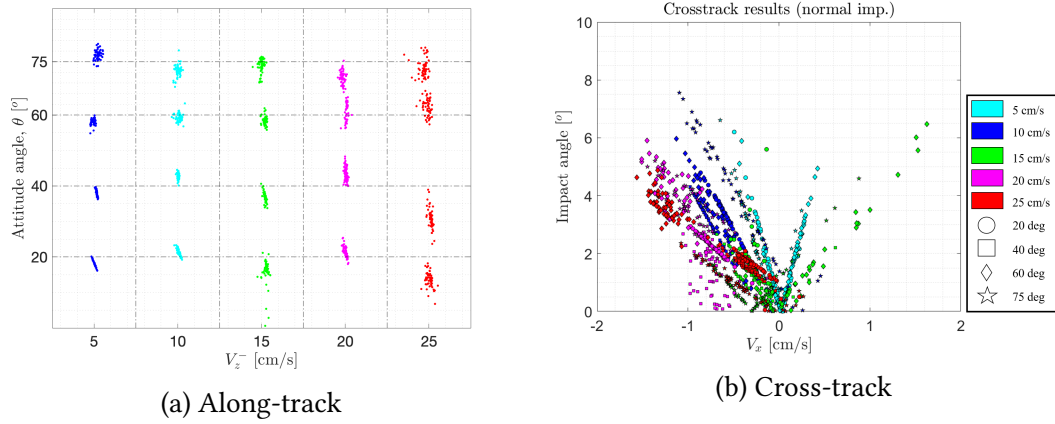 Attitude angle, θ [o]
75
60
40
20
5 10 15 20 25
V_z^- [cm/s]
(a) Along-track
Crosstrack results (normal imp.)
Impact angle [o]
10
8
6
4
2
0
-2 -1 0 1 2
V_x [cm/s]
5 cm/s
10 cm/s
15 cm/s
20 cm/s
25 cm/s
20 deg
40 deg
60 deg
75 deg
(b) Cross-track